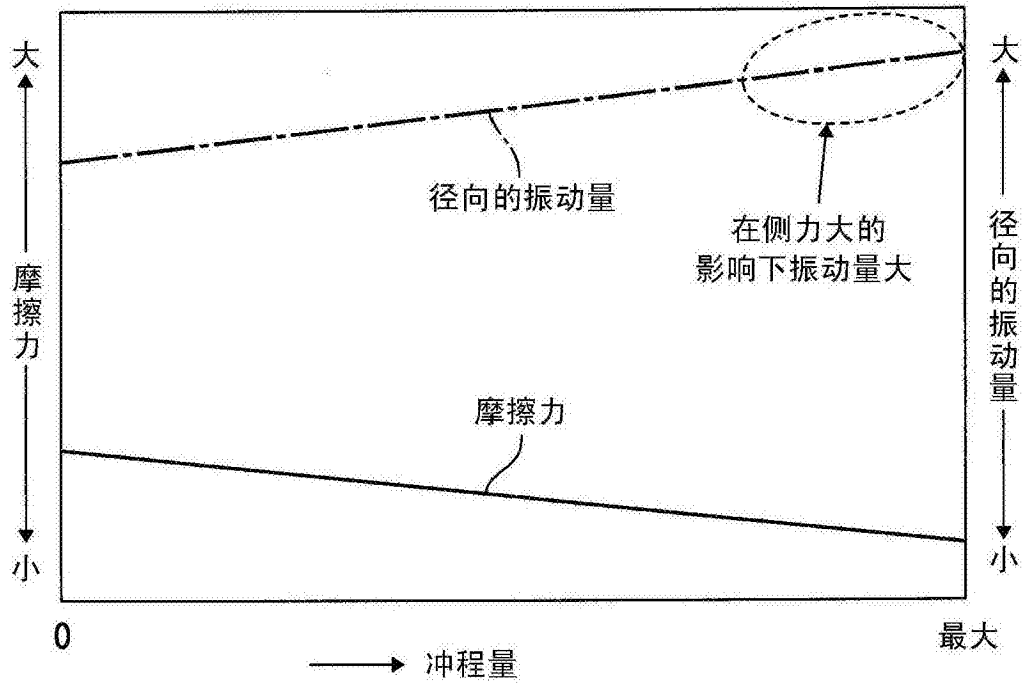 大
摩擦力
小
径向的振动量
在侧力大的
影响下振动量大
摩擦力
大
径向的振动量
小
0
最大
冲程量